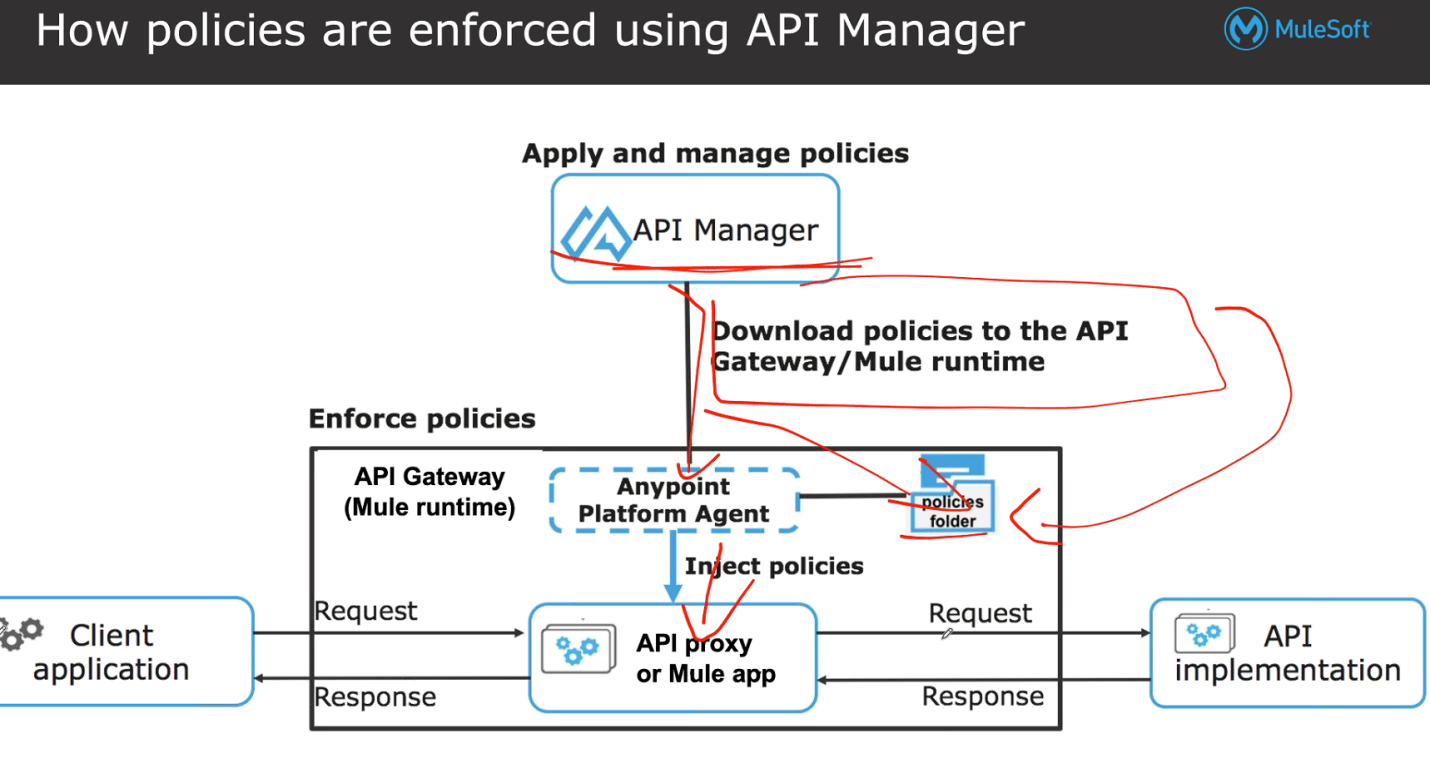 How policies are enforced using API Manager
MuleSoft
Apply and manage policies
API Manager
Download policies to the API
Gateway/Mule runtime
Enforce policies
API Gateway
(Mule runtime)
Anypoint
Platform Agent
policies
folder
Inject policies
Client
application
Request
Response
API proxy
or Mule app
Request
Response
API
implementation